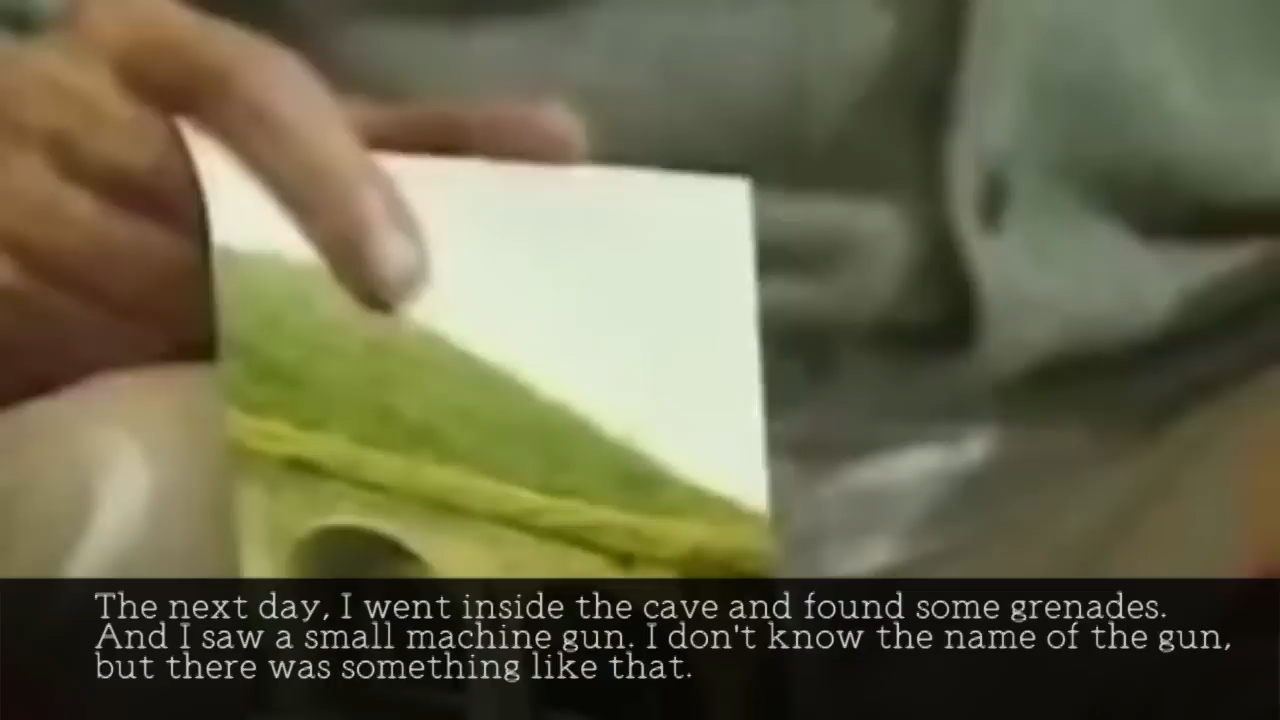 The next day, I went inside the cave and found some grenades.
And I saw a small machine gun. I don't know the name of the gun,
but there was something like that.